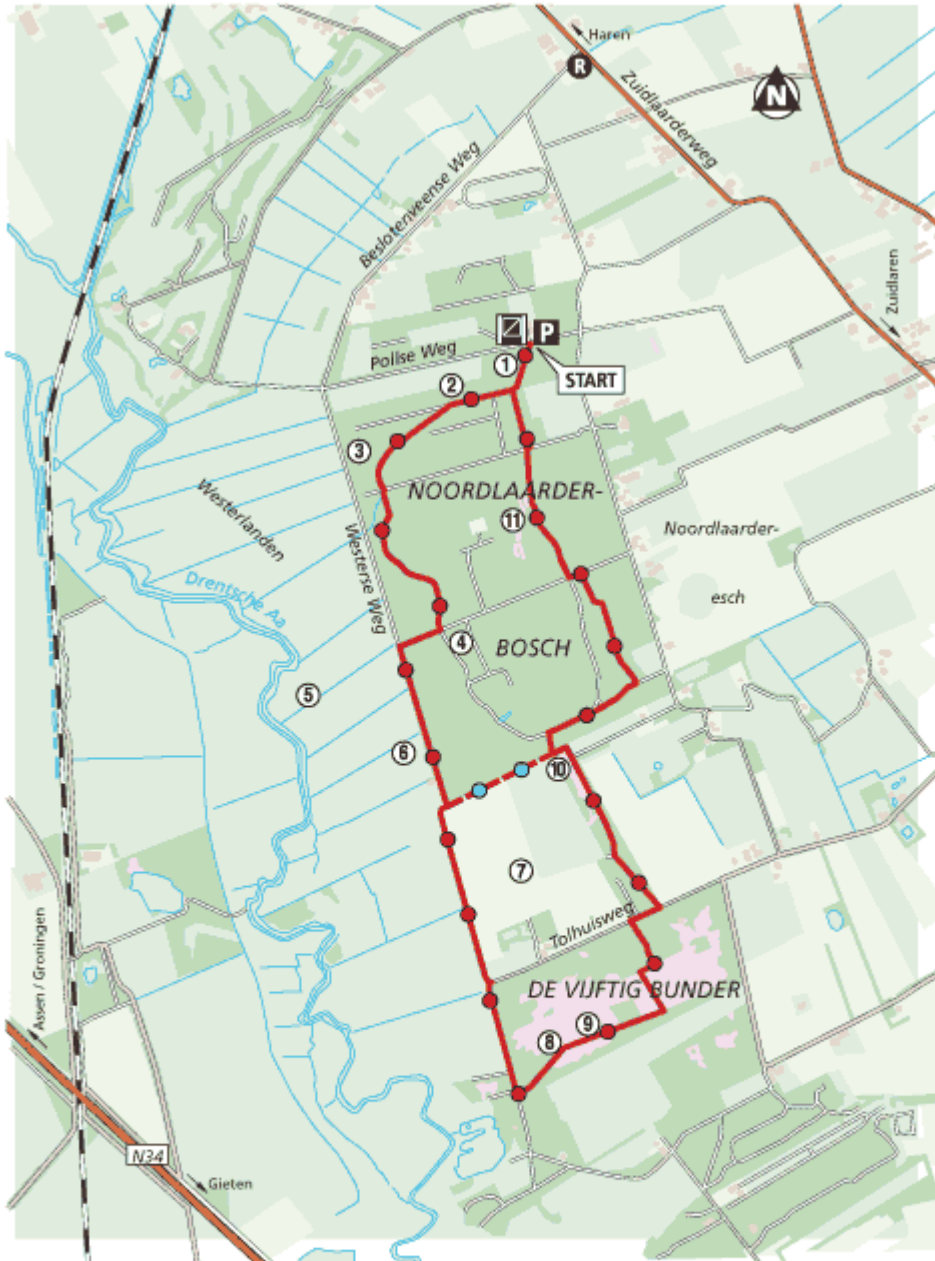 Haren
R
N
Zuidlaarderweg
Beslotenveense Weg
Zuidlaren
P
Pollse Weg
1
START
2
3
NOORDLAARDER-
Westerlanden
11
Noordlaarder-
esch
Westerse Weg
Drentsche Aa
4
BOSCH
5
6
10
7
Tolhuisweg
Assen / Groningen
DE VIJFTIG BUNDER
9
8
N34
Gieten